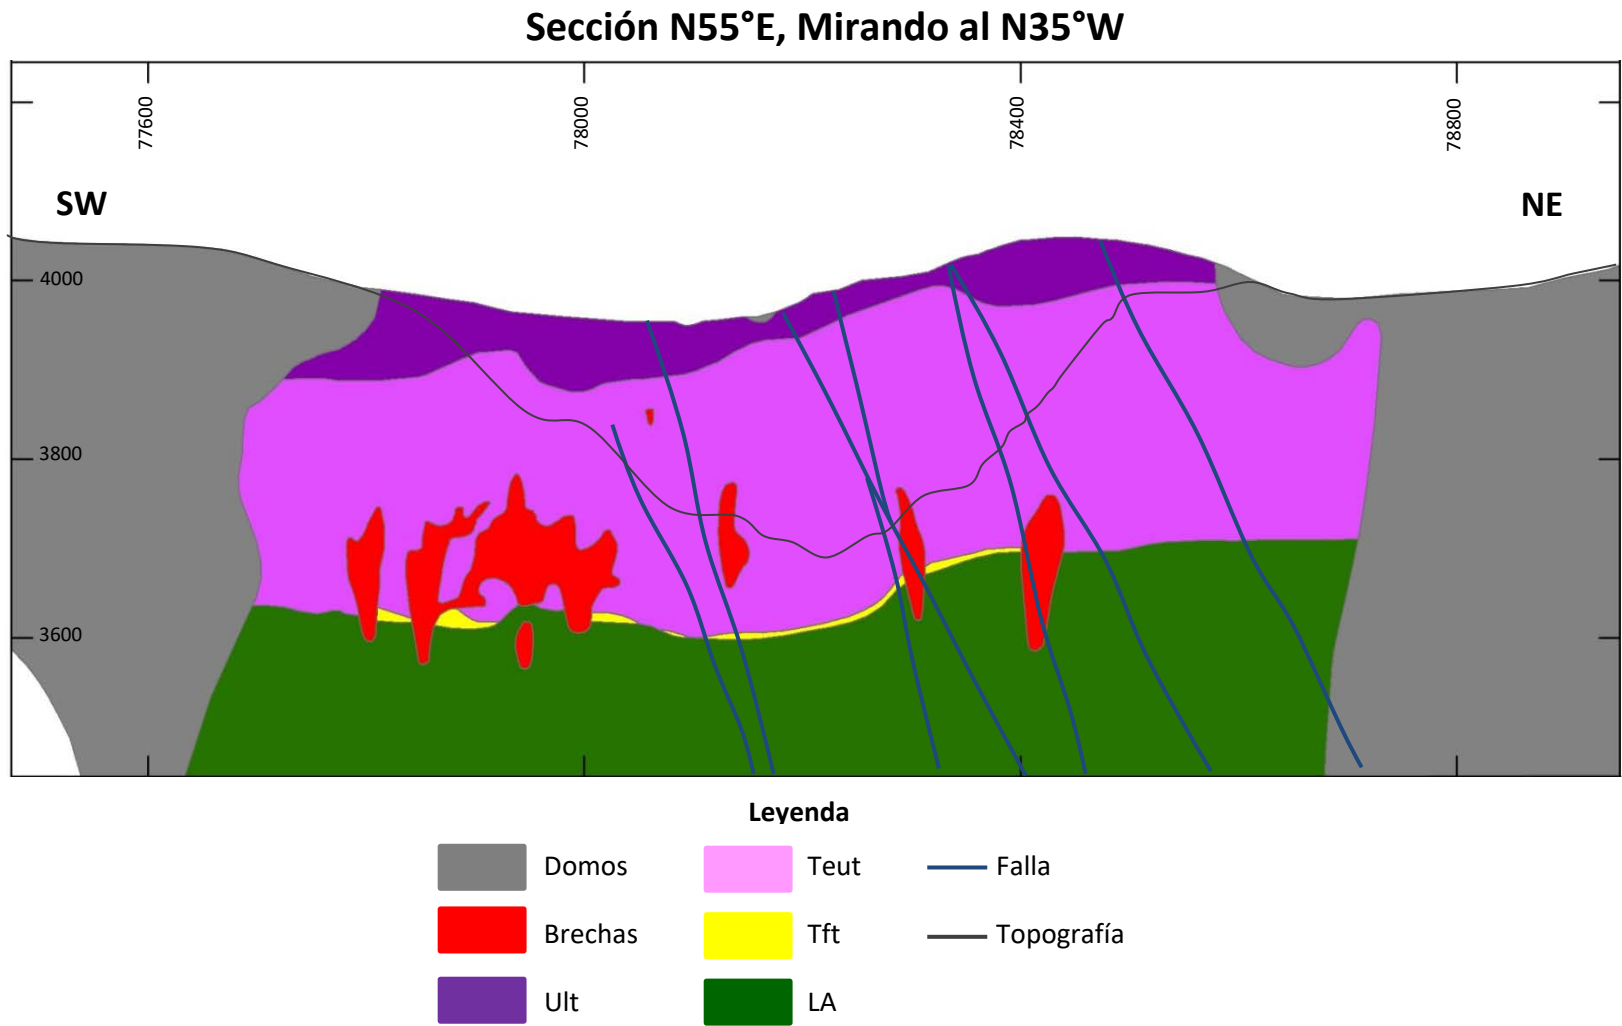 Sección N55°E, Mirando al N35°W
77600
78000
78400
78800
SW
NE
4000
3800
3600
Leyenda
Domos
Teut
Falla
Brechas
Tft
Topografía
Ult
LA